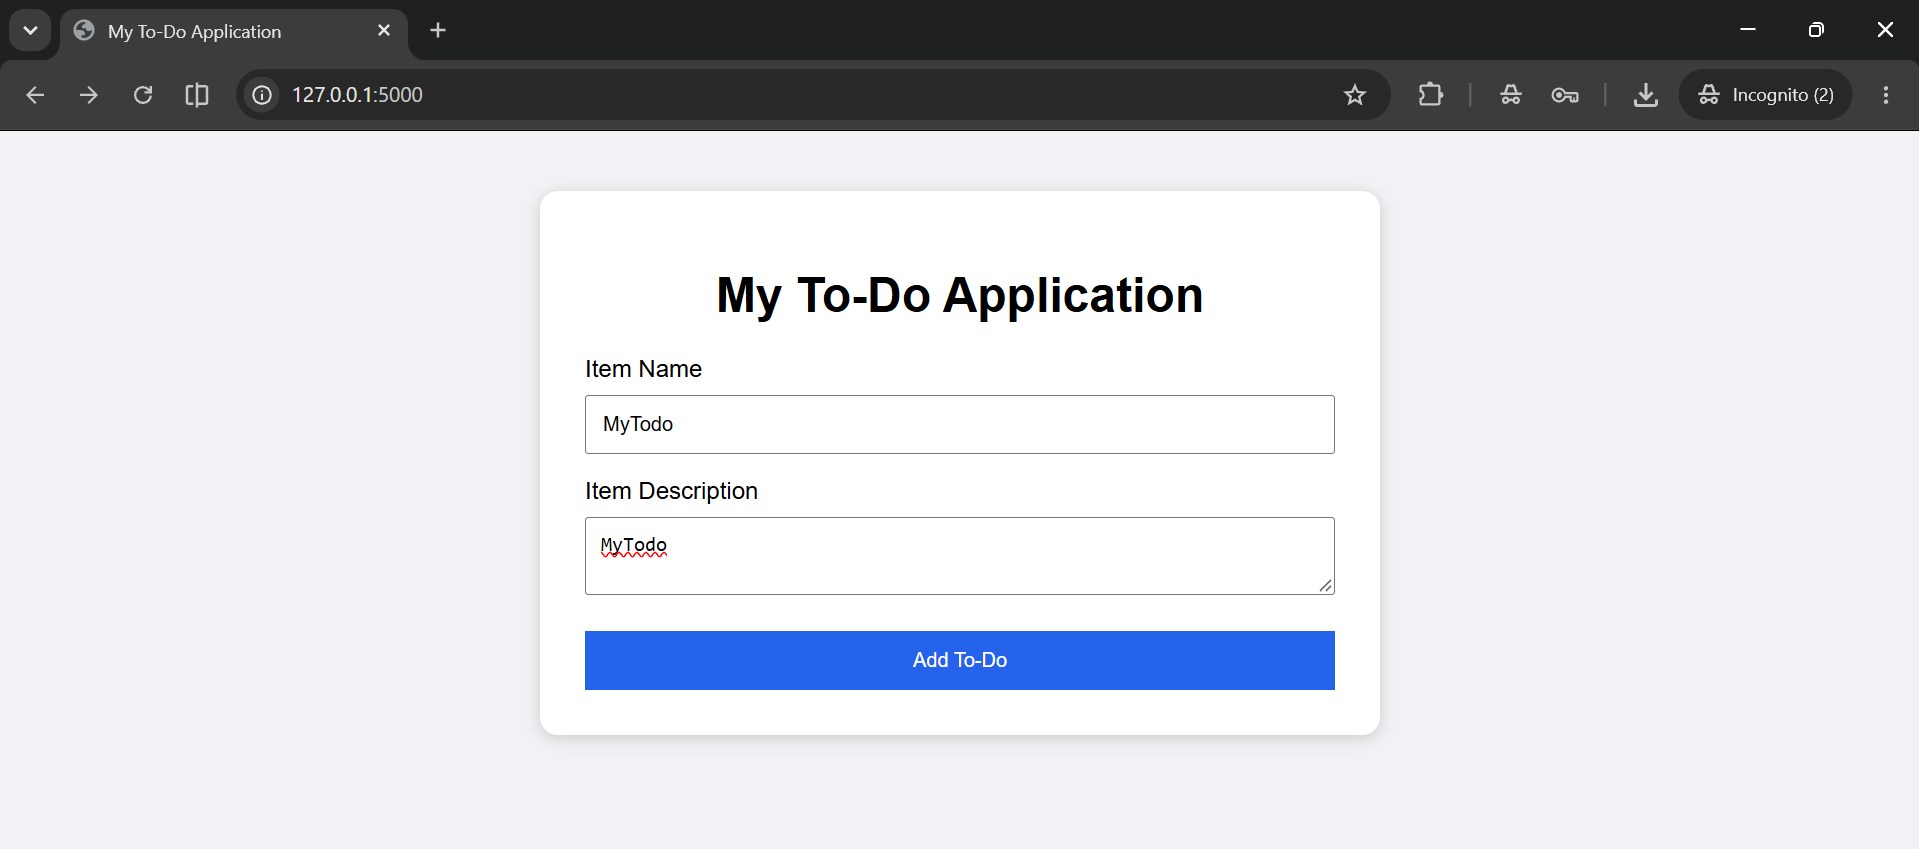 My To-Do Application
127.0.0.1:5000
Incognito (2)
My To-Do Application
Item Name
MyTodo
Item Description
MyTodo
Add To-Do